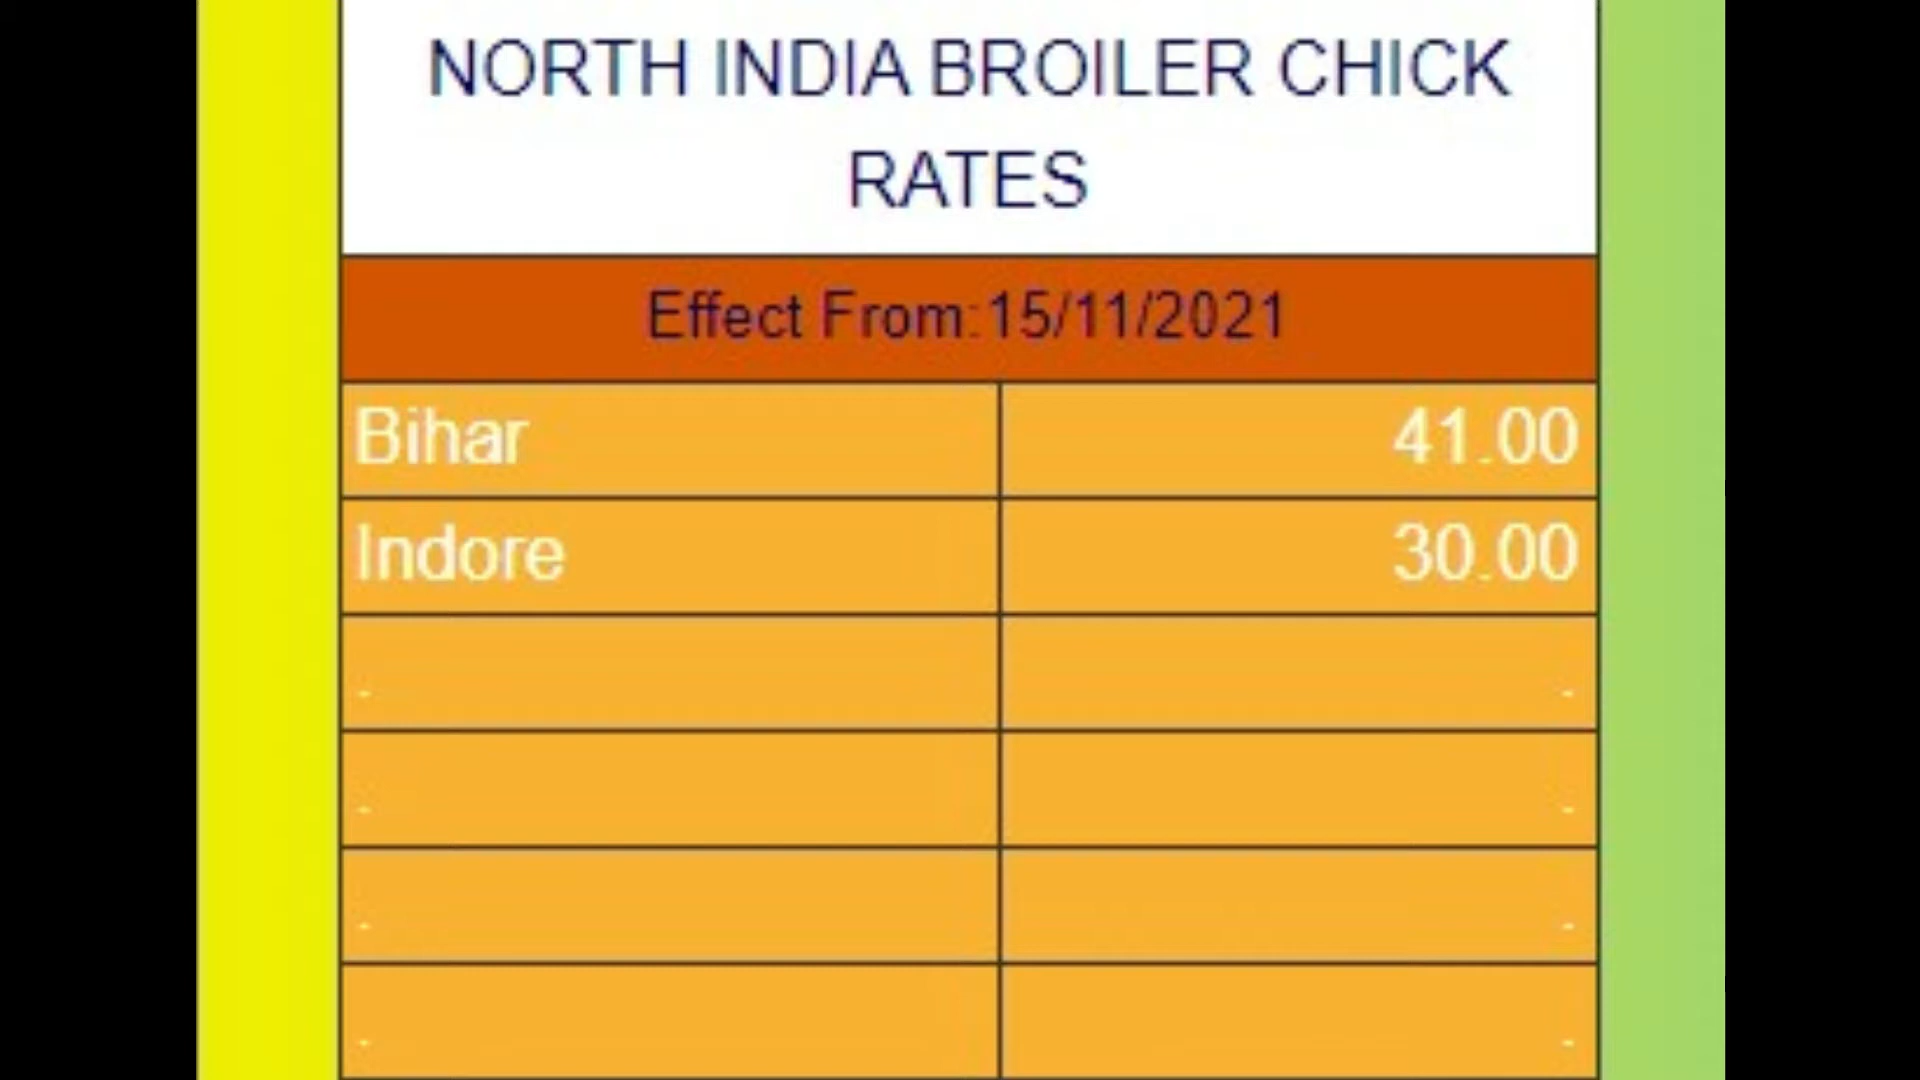 NORTH INDIA BROILER CHICK
RATES
Effect From:15/11/2021
Bihar 41.00
Indore 30.00
- -
- -
- -
- -